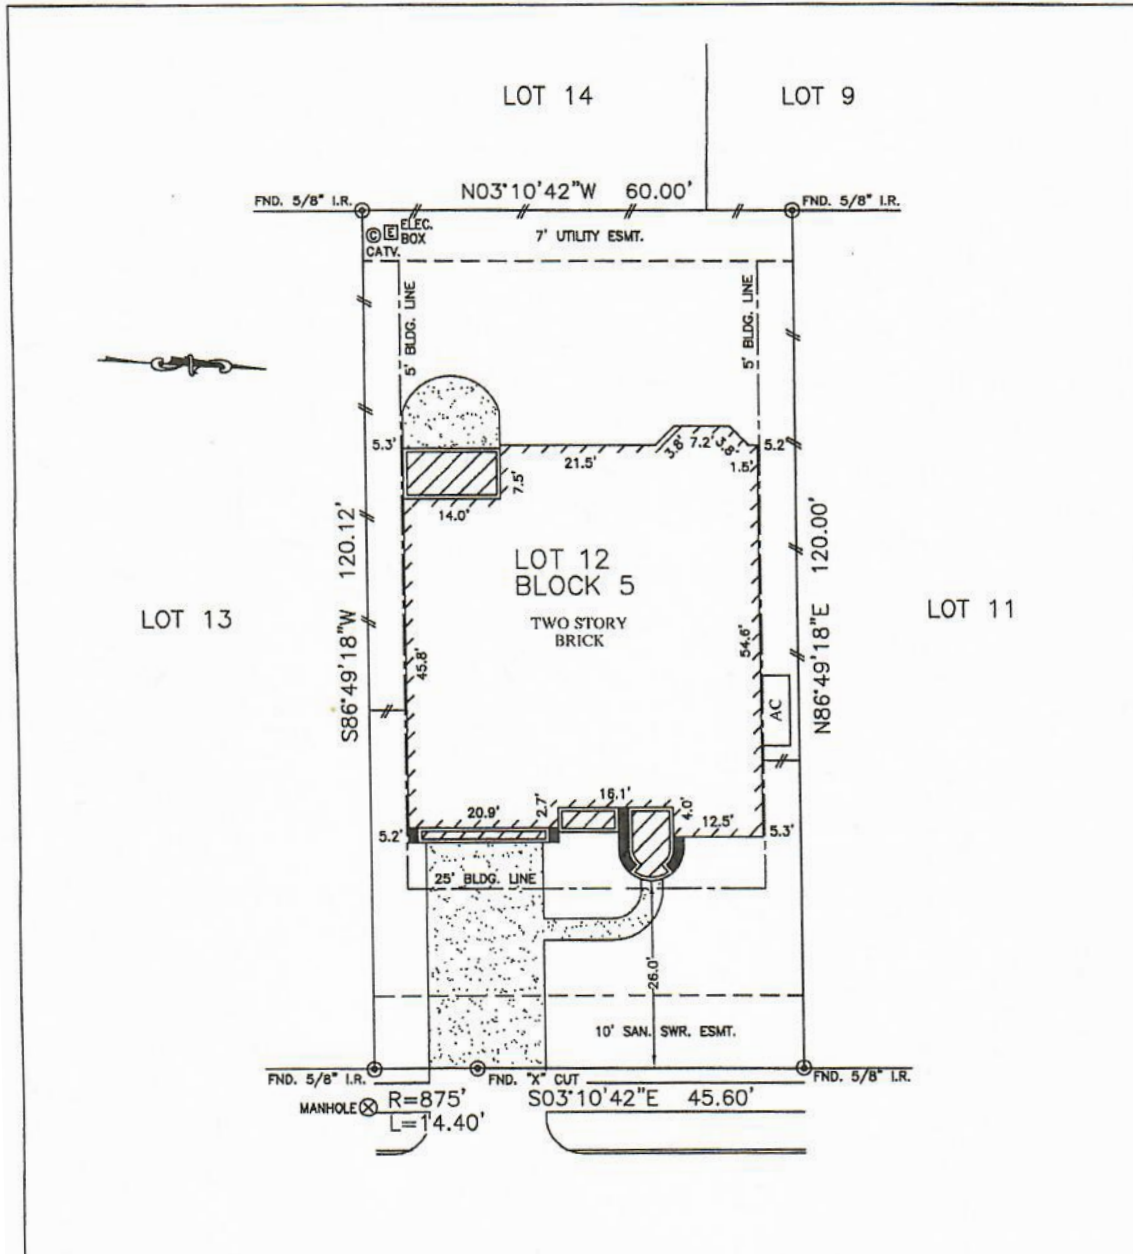 LOT 14
LOT 9
N03°10'42"W 60.00'
FND. 5/8" I.R.
FND. 5/8" I.R.
C
E
ELEC.
BOX
CATV.
7' UTILITY ESMT.
5' BLDG. LINE
5' BLDG. LINE
5.3'
21.5'
3.8'
7.2'
3.8'
5.2'
1.5'
7.5'
14.0'
S86°49'18"W 120.12'
LOT 12
BLOCK 5
TWO STORY
BRICK
LOT 13
LOT 11
N86°49'18"E 120.00'
45.8'
54.6'
AC
20.9'
2.7'
16.1'
4.0'
12.5'
5.2'
5.3'
25' BLDG. LINE
26.0'
10' SAN. SWR. ESMT.
FND. 5/8" I.R.
FND. "X" CUT
FND. 5/8" I.R.
MANHOLE
R=875'
L=14.40'
S03°10'42"E 45.60'